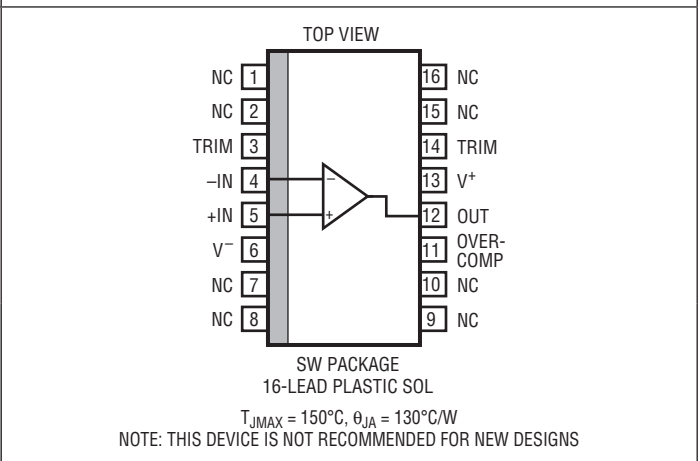 TOP VIEW
NC 1
NC 2
TRIM 3
–IN 4
+IN 5
V– 6
NC 7
NC 8
16 NC
15 NC
14 TRIM
13 V+
12 OUT
11 OVER-
COMP
10 NC
9 NC
–
+
SW PACKAGE
16-LEAD PLASTIC SOL
TJMAX = 150°C, θJA = 130°C/W
NOTE: THIS DEVICE IS NOT RECOMMENDED FOR NEW DESIGNS